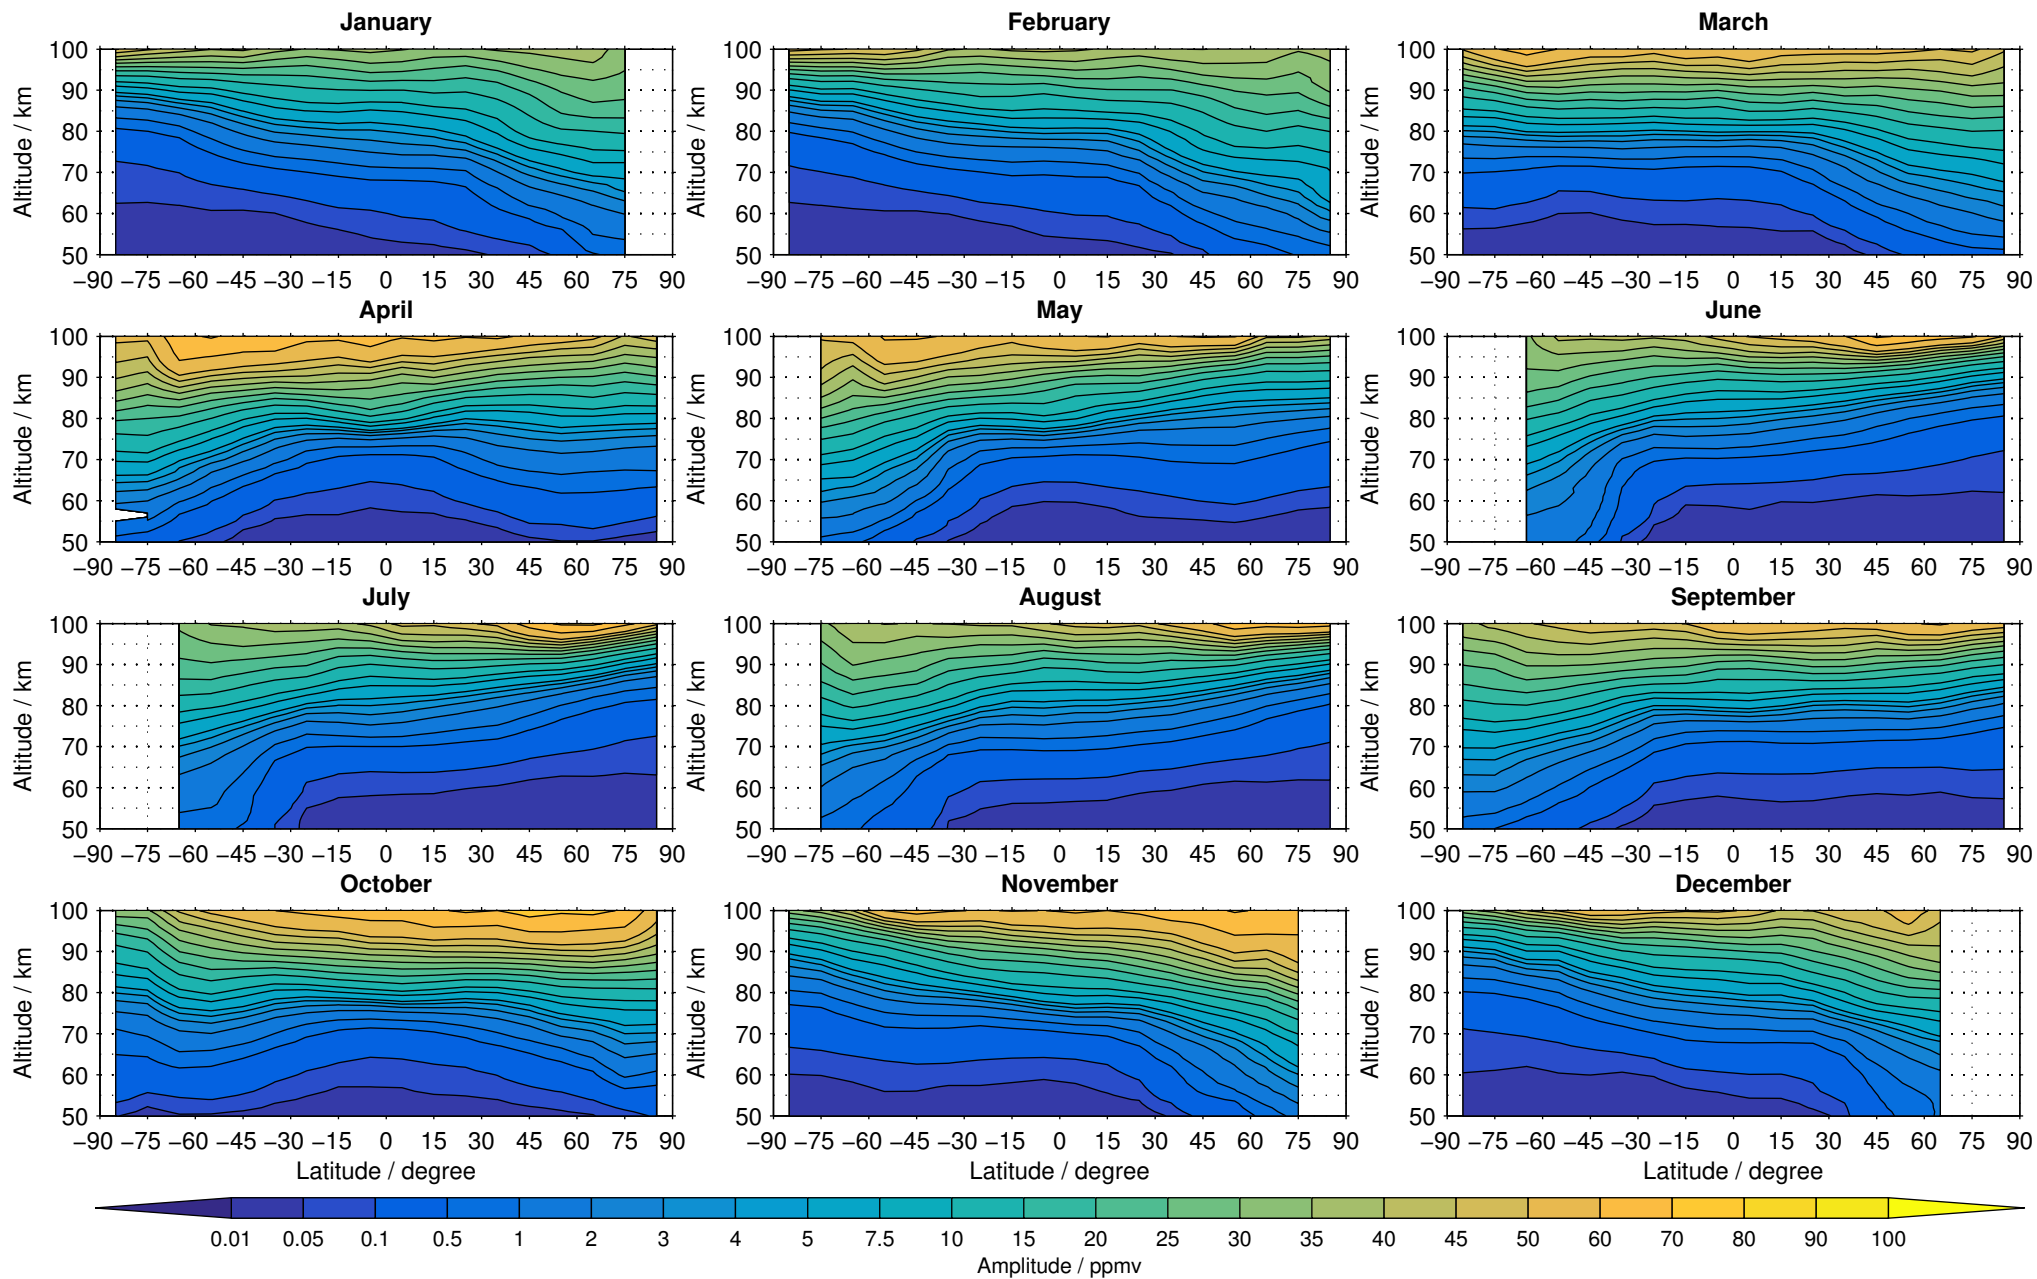 January February March
100 100 100
90 90 90
80 80 80
70 70 70
60 60 60
50 50 50
Altitude / km Altitude / km Altitude / km
−90 −75 −60 −45 −30 −15 0 15 30 45 60 75 90 −90 −75 −60 −45 −30 −15 0 15 30 45 60 75 90 −90 −75 −60 −45 −30 −15 0 15 30 45 60 75 90
April May June
100 100 100
90 90 90
80 80 80
70 70 70
60 60 60
50 50 50
Altitude / km Altitude / km Altitude / km
−90 −75 −60 −45 −30 −15 0 15 30 45 60 75 90 −90 −75 −60 −45 −30 −15 0 15 30 45 60 75 90 −90 −75 −60 −45 −30 −15 0 15 30 45 60 75 90
July August September
100 100 100
90 90 90
80 80 80
70 70 70
60 60 60
50 50 50
Altitude / km Altitude / km Altitude / km
−90 −75 −60 −45 −30 −15 0 15 30 45 60 75 90 −90 −75 −60 −45 −30 −15 0 15 30 45 60 75 90 −90 −75 −60 −45 −30 −15 0 15 30 45 60 75 90
October November December
100 100 100
90 90 90
80 80 80
70 70 70
60 60 60
50 50 50
Altitude / km Altitude / km Altitude / km
−90 −75 −60 −45 −30 −15 0 15 30 45 60 75 90 −90 −75 −60 −45 −30 −15 0 15 30 45 60 75 90 −90 −75 −60 −45 −30 −15 0 15 30 45 60 75 90
Latitude / degree Latitude / degree Latitude / degree
0.01 0.05 0.1 0.5 1 2 3 4 5 7.5 10 15 20 25 30 35 40 45 50 60 70 80 90 100
Amplitude / ppmv